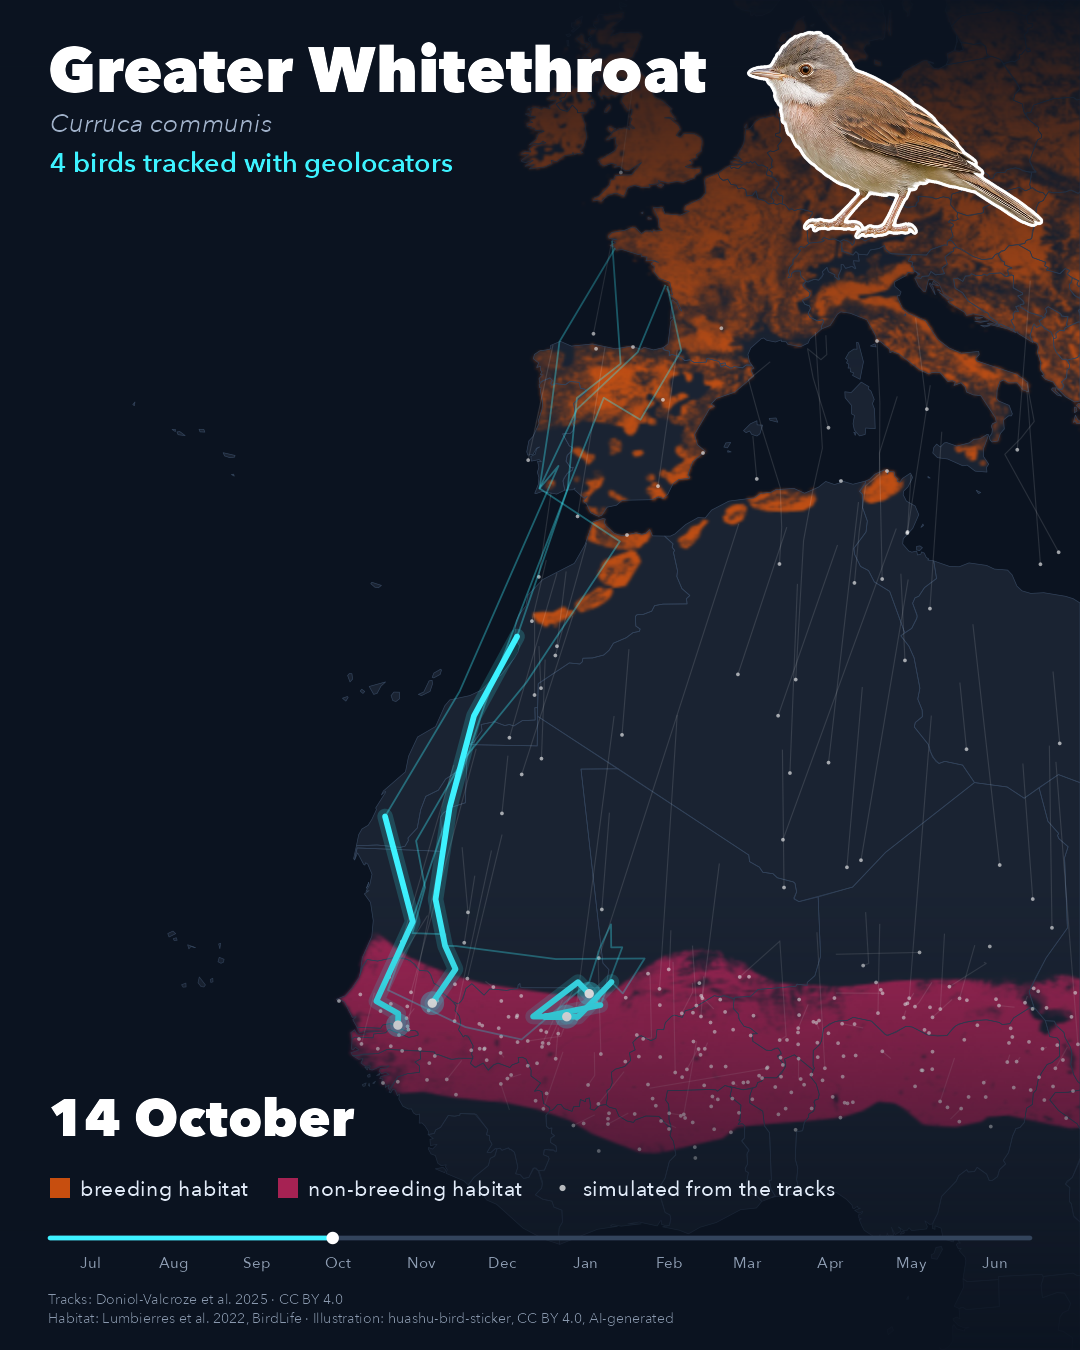 Greater Whitethroat
Curruca communis
4 birds tracked with geolocators
14 October
breeding habitat non-breeding habitat simulated from the tracks
Jul Aug Sep Oct Nov Dec Jan Feb Mar Apr May Jun
Tracks: Doniol-Valcroze et al. 2025 · CC BY 4.0
Habitat: Lumbierres et al. 2022, BirdLife · Illustration: huashu-bird-sticker, CC BY 4.0, AI-generated